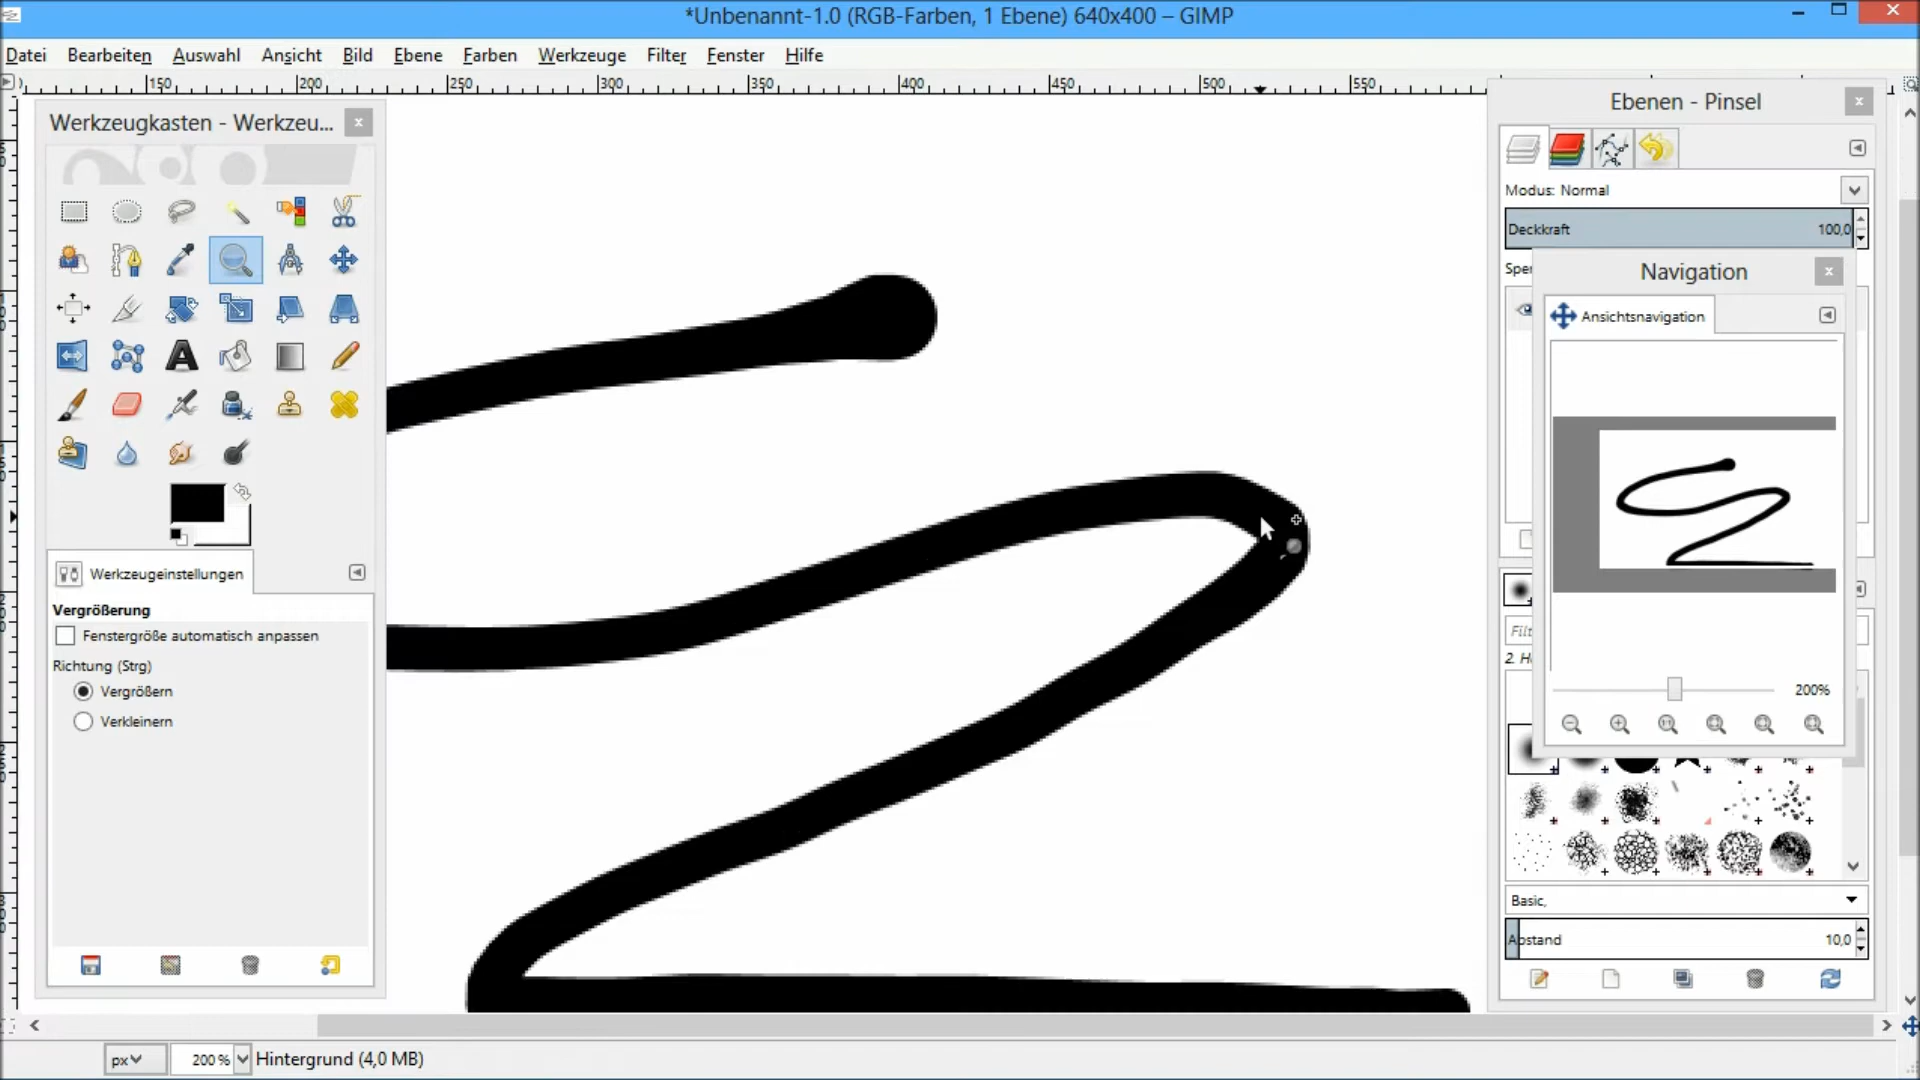 *Unbenannt-1.0 (RGB-Farben, 1 Ebene) 640x400 – GIMP
Datei Bearbeiten Auswahl Ansicht Bild Ebene Farben Werkzeuge Filter Fenster Hilfe
150 200 250 300 350 400 450 500 550
Werkzeugkasten - Werkzeu...
Werkzeugeinstellungen
Vergrößerung
Fenstergröße automatisch anpassen
Richtung (Strg)
Vergrößern
Verkleinern
Ebenen - Pinsel
Modus: Normal
Deckkraft 100,0
Sper
Navigation
Ansichtsnavigation
200%
Filt
2. H
Basic,
Abstand 10,0
px 200 % Hintergrund (4,0 MB)